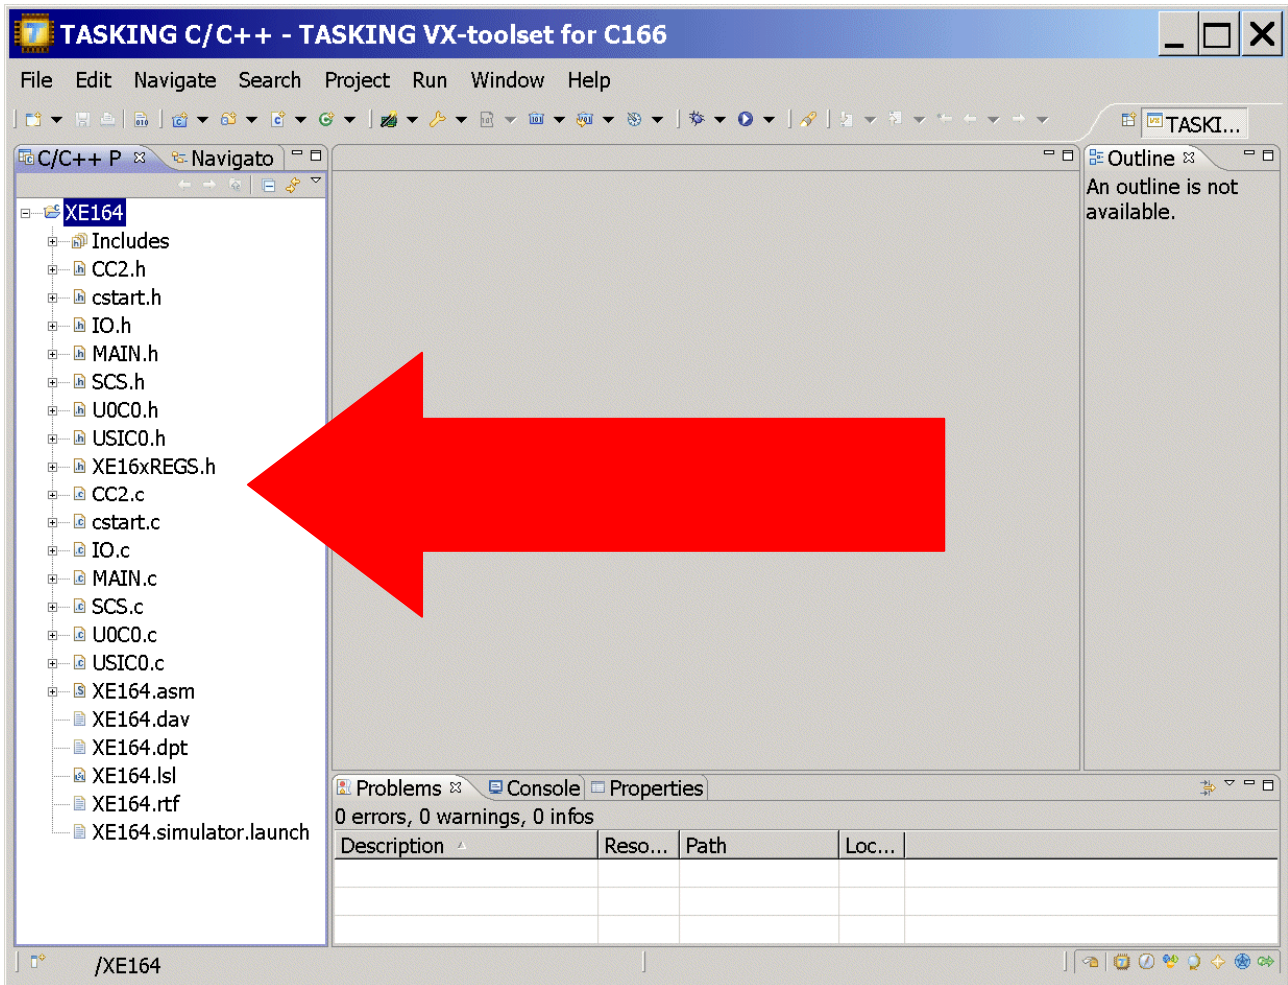 TASKING C/C++ - TASKING VX-toolset for C166
File Edit Navigate Search Project Run Window Help
TASKI...
C/C++ P
Navigato
XE164
Includes
CC2.h
cstart.h
IO.h
MAIN.h
SCS.h
U0C0.h
USIC0.h
XE16xREGS.h
CC2.c
cstart.c
IO.c
MAIN.c
SCS.c
U0C0.c
USIC0.c
XE164.asm
XE164.dav
XE164.dpt
XE164.lsl
XE164.rtf
XE164.simulator.launch
Outline
An outline is not
available.
Problems Console Properties
0 errors, 0 warnings, 0 infos
Description Reso... Path Loc...
/XE164